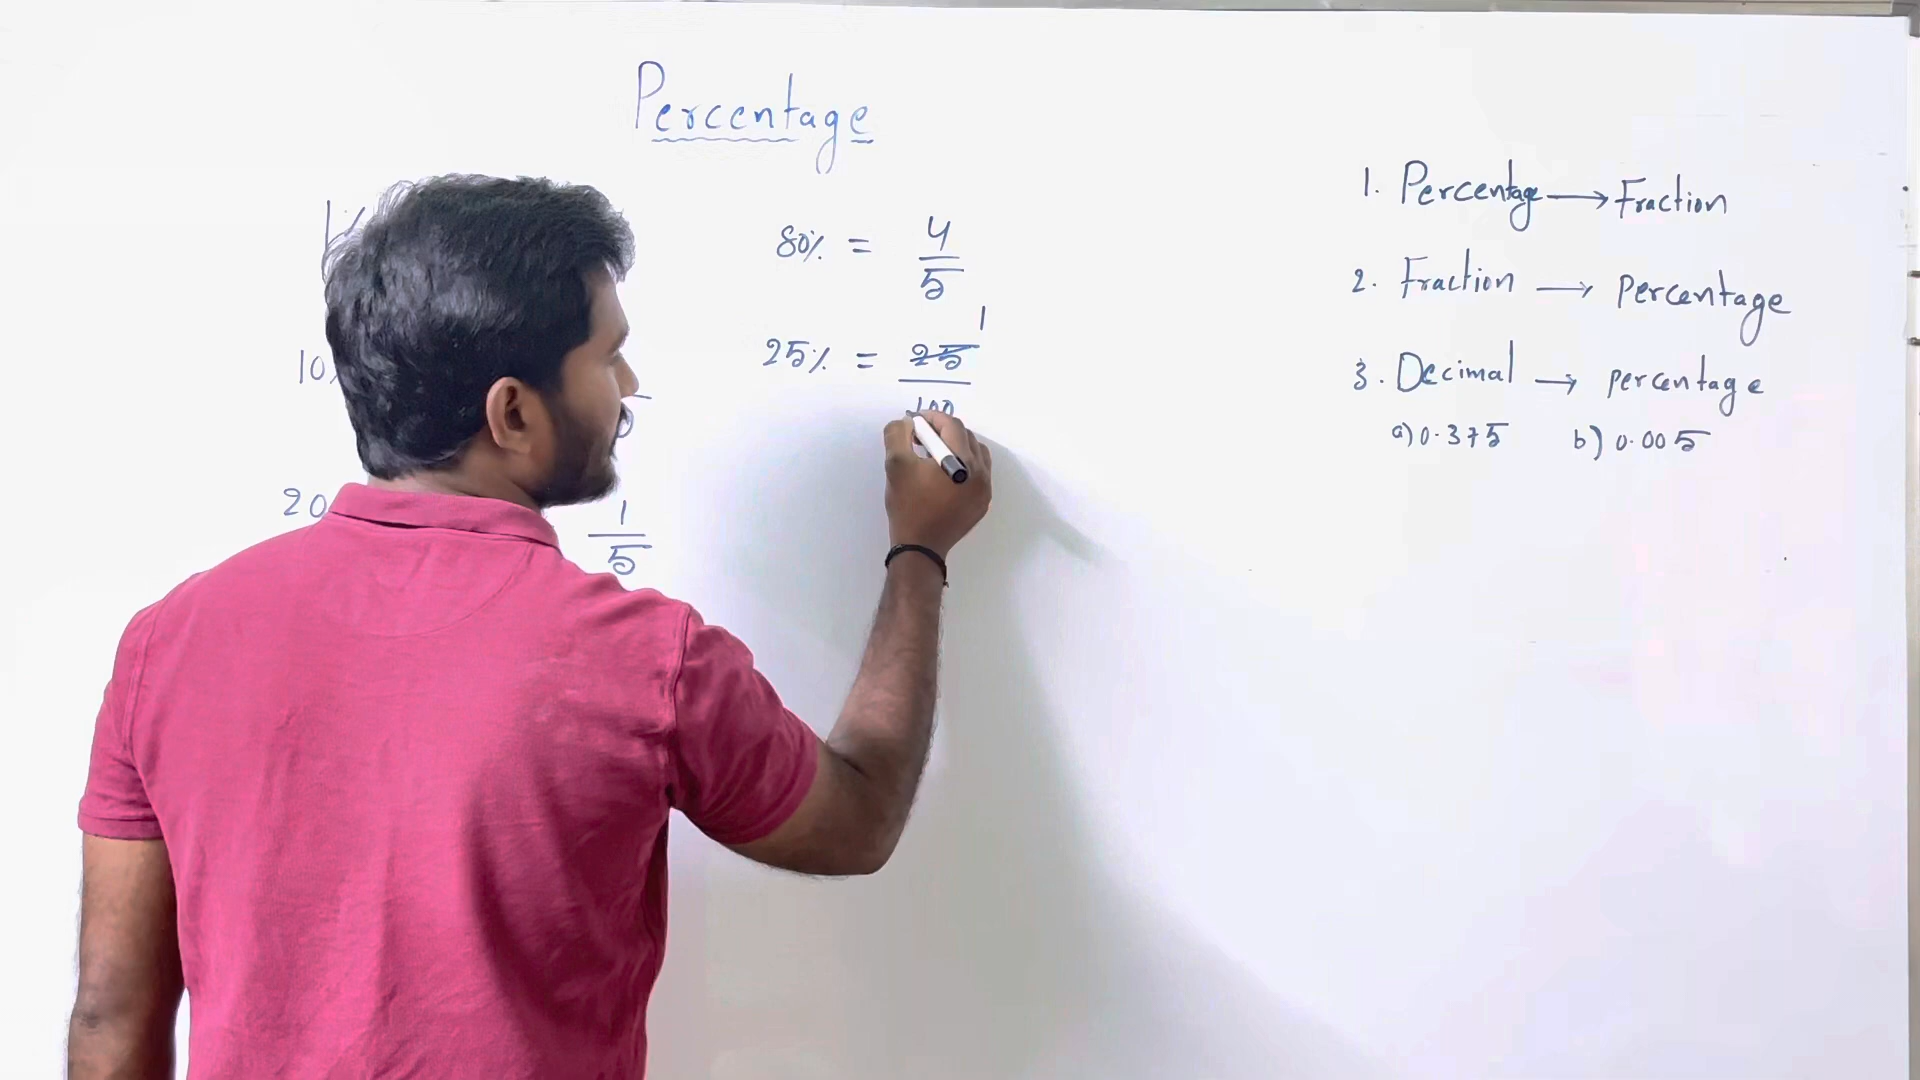 Percentage
80% = 4/5
25% = 25/100 1
10
20 1/5
1. Percentage → Fraction
2. Fraction → percentage
3. Decimal → percentage
a) 0.375 b) 0.005